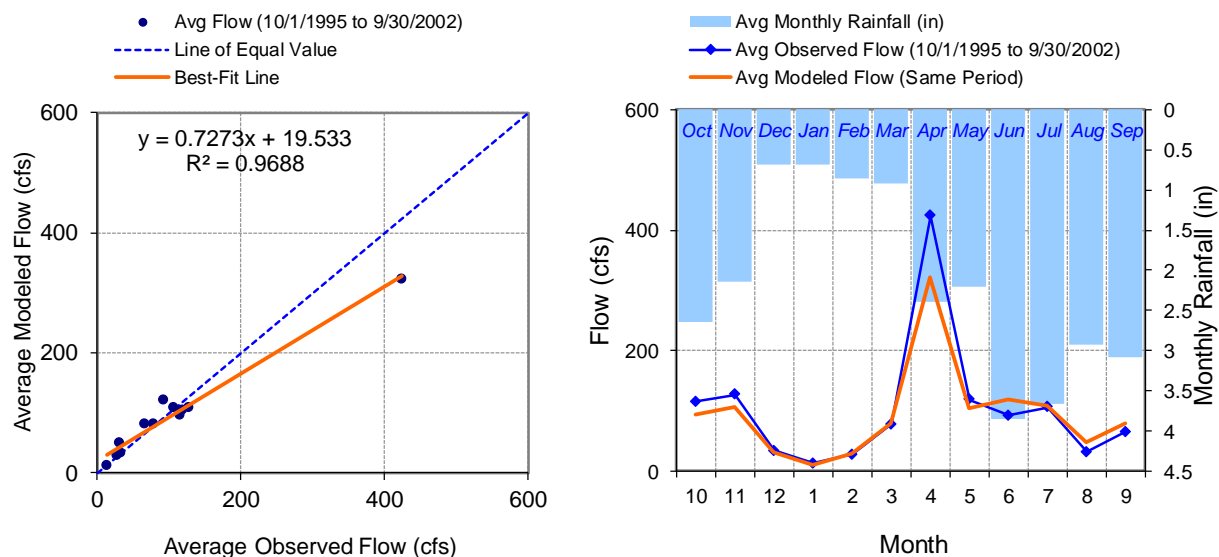 Avg Flow (10/1/1995 to 9/30/2002)
Line of Equal Value
Best-Fit Line
y = 0.7273x + 19.533
R² = 0.9688
600
400
200
0
0 200 400 600
Average Modeled Flow (cfs)
Average Observed Flow (cfs)
Avg Monthly Rainfall (in)
Avg Observed Flow (10/1/1995 to 9/30/2002)
Avg Modeled Flow (Same Period)
Oct Nov Dec Jan Feb Mar Apr May Jun Jul Aug Sep
600
400
200
0
Flow (cfs)
0
0.5
1
1.5
2
2.5
3
3.5
4
4.5
Monthly Rainfall (in)
10 11 12 1 2 3 4 5 6 7 8 9
Month